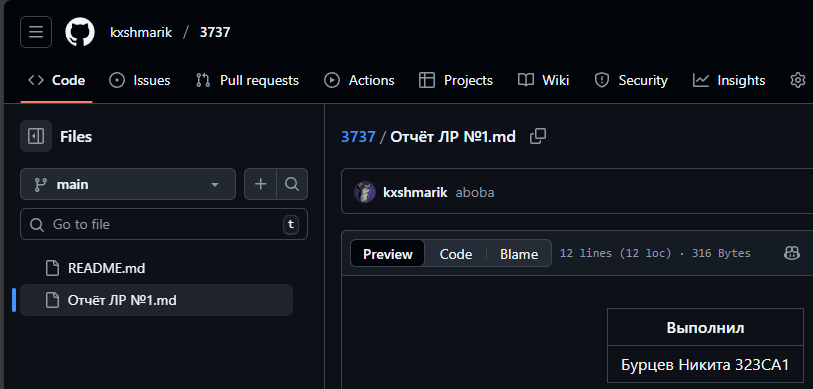 kxshmarik / 3737
Code Issues Pull requests Actions Projects Wiki Security Insights
Files
main
Go to file t
README.md
Отчёт ЛР №1.md
3737 / Отчёт ЛР №1.md
kxshmarik aboba
Preview Code Blame 12 lines (12 loc) · 316 Bytes
Выполнил
Бурцев Никита 323СА1